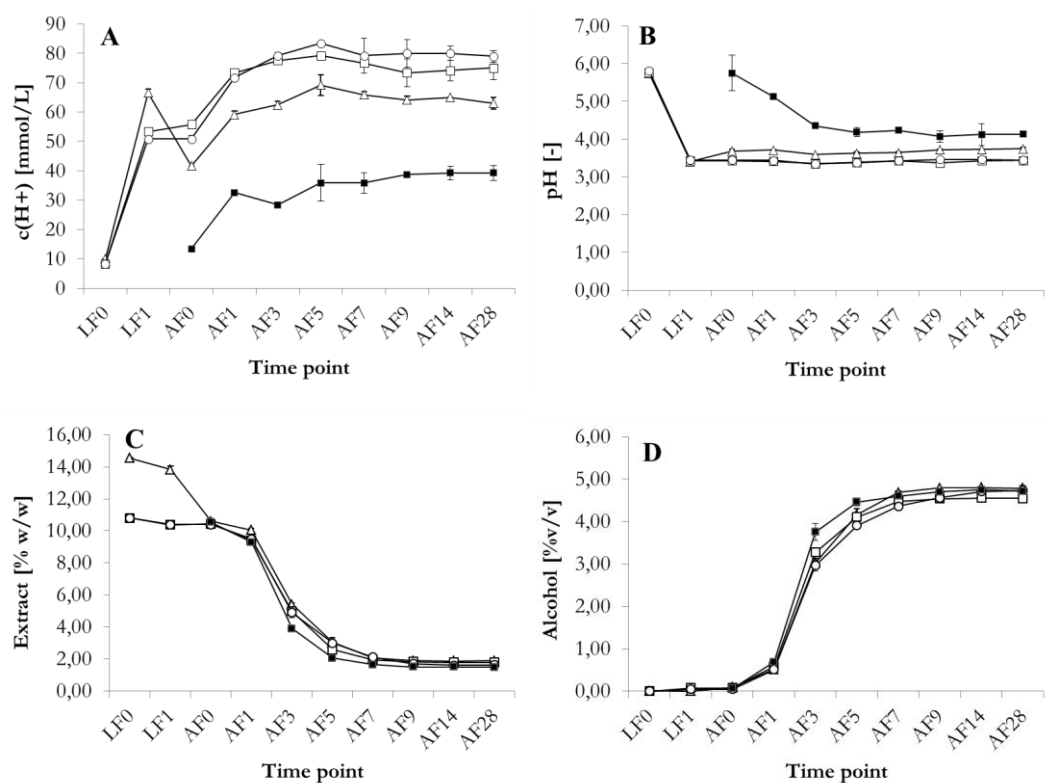 A
c(H+) [mmol/L]
90
80
70
60
50
40
30
20
10
0
LF0 LF1 AF0 AF1 AF3 AF5 AF7 AF9 AF14 AF28
Time point
B
pH [-]
7,00
6,00
5,00
4,00
3,00
2,00
1,00
0,00
LF0 LF1 AF0 AF1 AF3 AF5 AF7 AF9 AF14 AF28
Time point
C
Extract [% w/w]
16,00
14,00
12,00
10,00
8,00
6,00
4,00
2,00
0,00
LF0 LF1 AF0 AF1 AF3 AF5 AF7 AF9 AF14 AF28
Time point
D
Alcohol [%v/v]
6,00
5,00
4,00
3,00
2,00
1,00
0,00
LF0 LF1 AF0 AF1 AF3 AF5 AF7 AF9 AF14 AF28
Time point